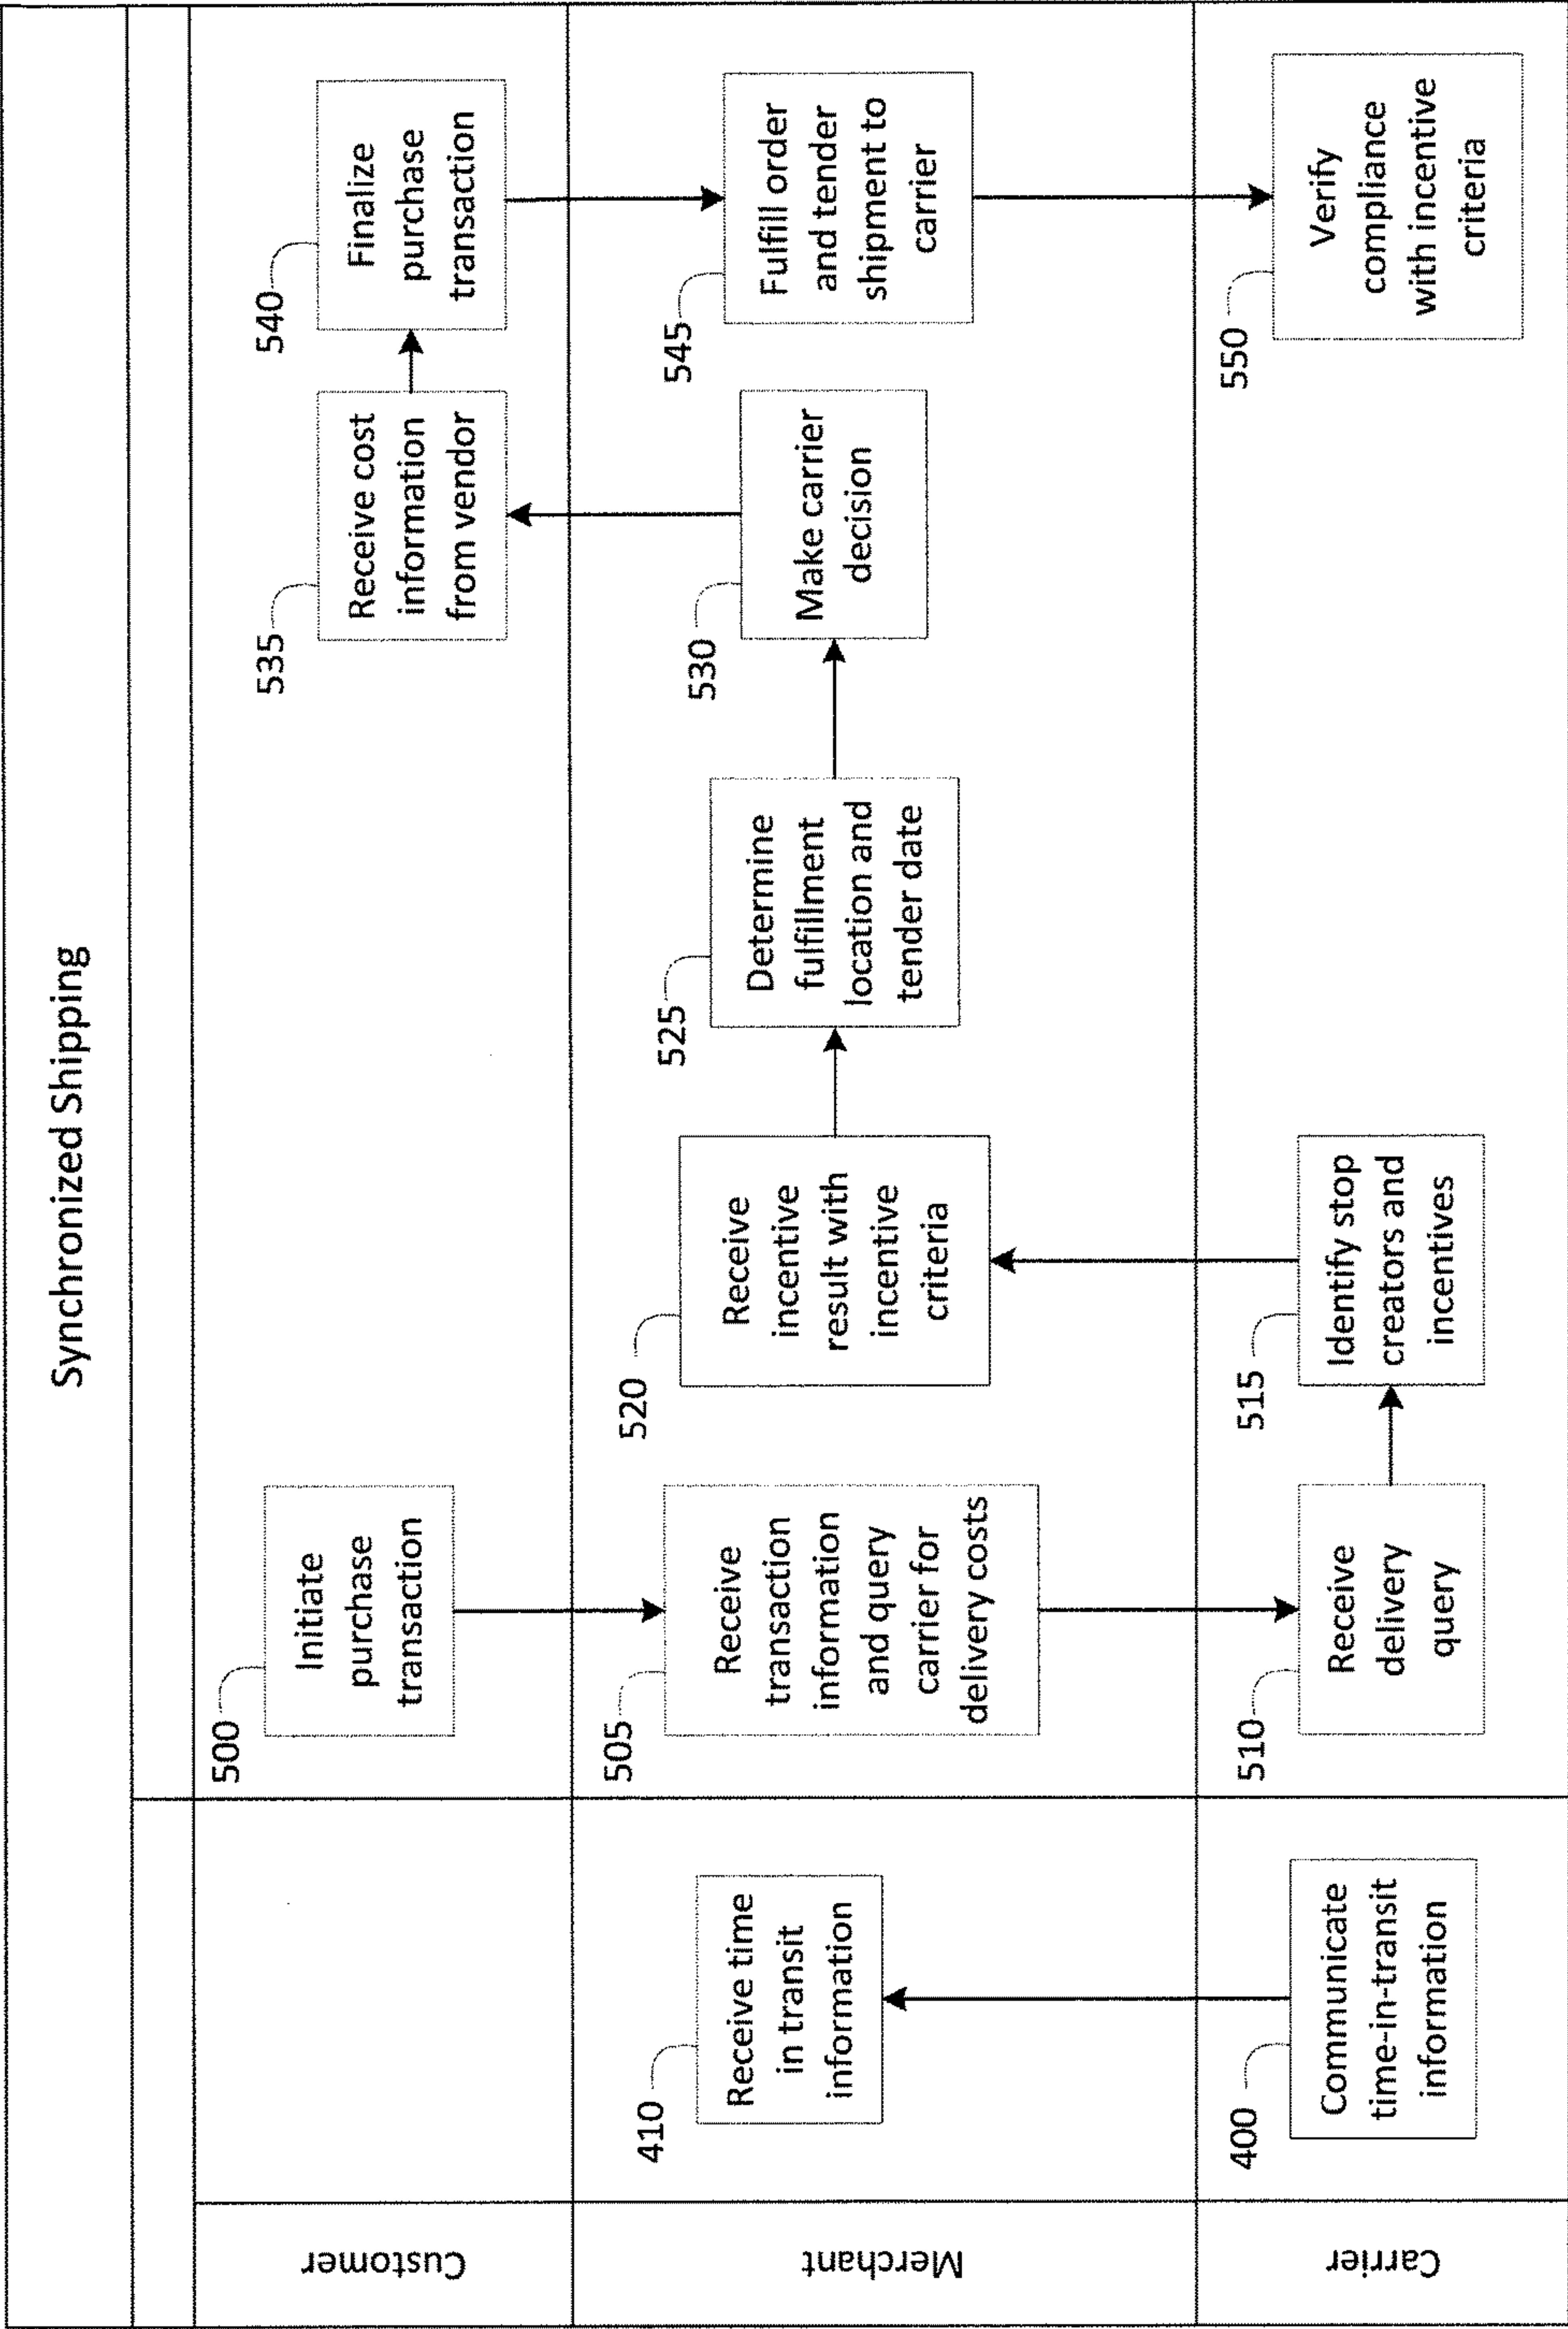 Synchronized Shipping
Customer
500
Initiate
purchase
transaction
535
Receive cost
information
from vendor
540
Finalize
purchase
transaction
Merchant
410
Receive time
in transit
information
505
Receive
transaction
information
and query
carrier for
delivery costs
520
Receive
incentive
result with
incentive
criteria
525
Determine
fulfillment
location and
tender date
530
Make carrier
decision
545
Fulfill order
and tender
shipment to
carrier
Carrier
400
Communicate
time-in-transit
information
510
Receive
delivery
query
515
Identify stop
creators and
incentives
550
Verify
compliance
with incentive
criteria